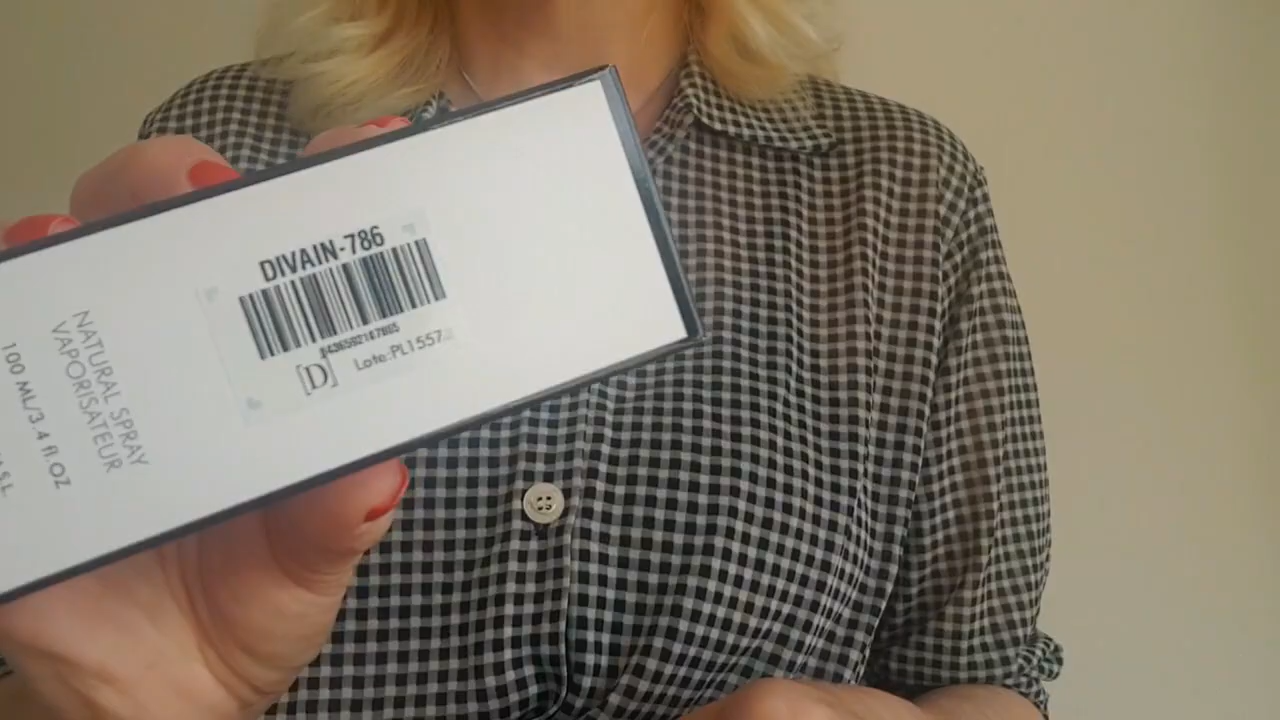 DIVAIN-786
[D] Lote:PL1557
NATURAL SPRAY
VAPORISATEUR
100 ML/3.4 fl.OZ